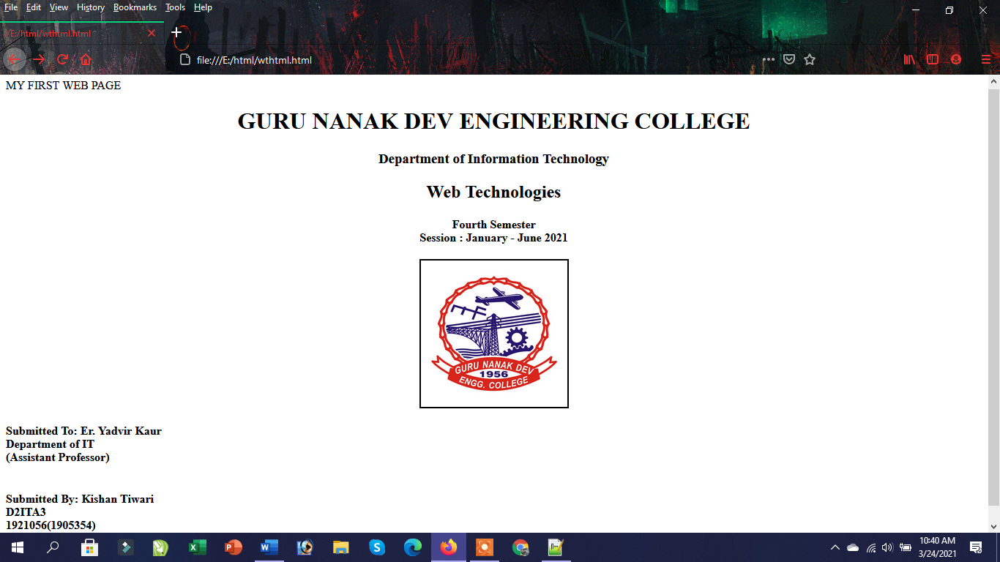 File Edit View History Bookmarks Tools Help
/E:/html/wthtml.html
file:///E:/html/wthtml.html
MY FIRST WEB PAGE
GURU NANAK DEV ENGINEERING COLLEGE
Department of Information Technology
Web Technologies
Fourth Semester
Session : January - June 2021
GURU NANAK DEV
1956
ENGG. COLLEGE
Submitted To: Er. Yadvir Kaur
Department of IT
(Assistant Professor)
Submitted By: Kishan Tiwari
D2ITA3
1921056(1905354)
10:40 AM
3/24/2021